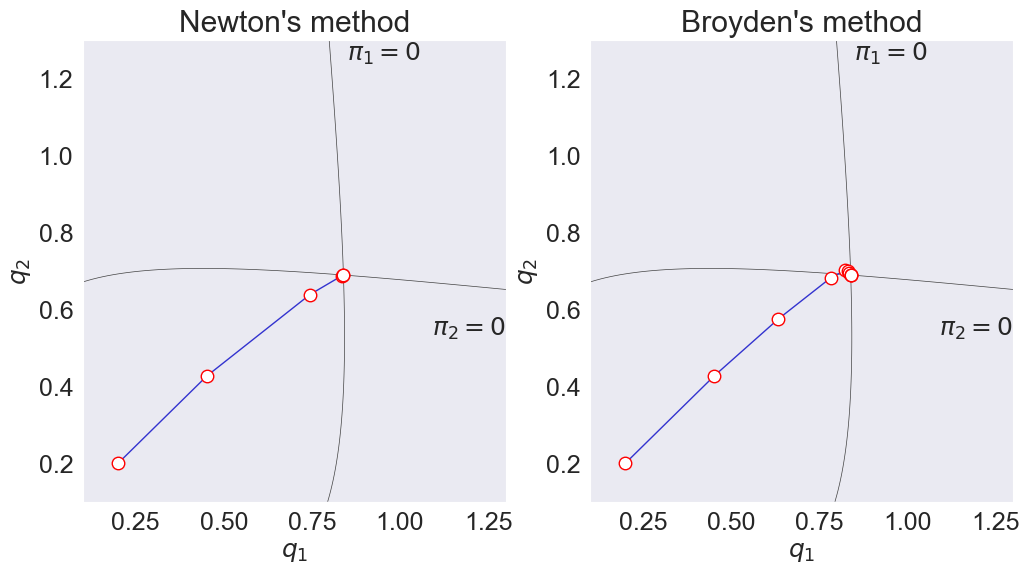 Newton's method
π₁ = 0
1.2
1.0
0.8
0.6
0.4
0.2
q₂
π₂ = 0
0.25 0.50 0.75 1.00 1.25
q₁
Broyden's method
π₁ = 0
1.2
1.0
0.8
0.6
0.4
0.2
q₂
π₂ = 0
0.25 0.50 0.75 1.00 1.25
q₁